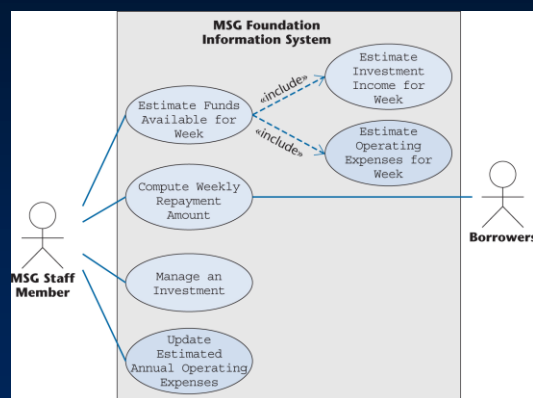 MSG Foundation
Information System
Estimate
Investment
Income for
Week
«include»
Estimate Funds
Available for
Week
«include»
Estimate
Operating
Expenses for
Week
Compute Weekly
Repayment
Amount
Borrowers
MSG Staff
Member
Manage an
Investment
Update
Estimated
Annual Operating
Expenses